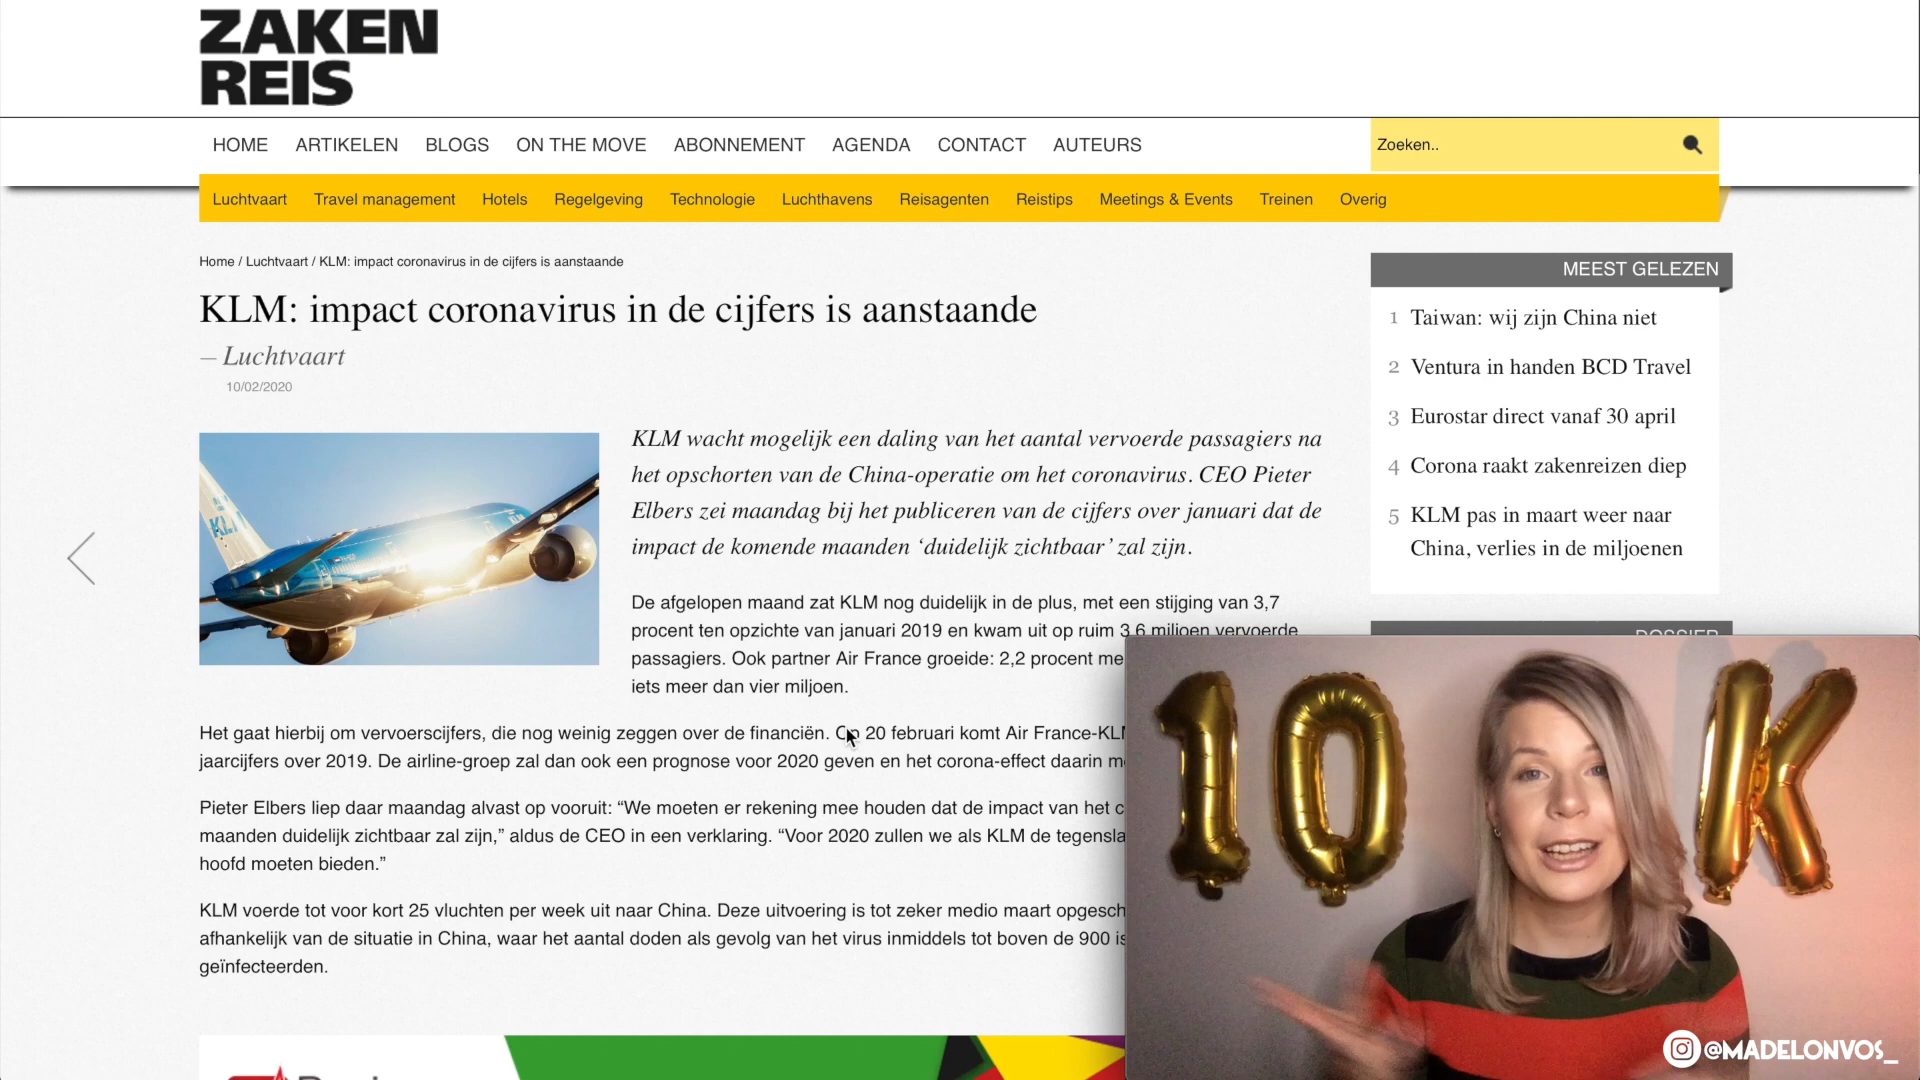 ZAKEN
REIS
HOME ARTIKELEN BLOGS ON THE MOVE ABONNEMENT AGENDA CONTACT AUTEURS
Zoeken..
Luchtvaart Travel management Hotels Regelgeving Technologie Luchthavens Reisagenten Reistips Meetings & Events Treinen Overig
Home / Luchtvaart / KLM: impact coronavirus in de cijfers is aanstaande
KLM: impact coronavirus in de cijfers is aanstaande
– Luchtvaart
10/02/2020
KLM
KLM wacht mogelijk een daling van het aantal vervoerde passagiers na
het opschorten van de China-operatie om het coronavirus. CEO Pieter
Elbers zei maandag bij het publiceren van de cijfers over januari dat de
impact de komende maanden ‘duidelijk zichtbaar’ zal zijn.
De afgelopen maand zat KLM nog duidelijk in de plus, met een stijging van 3,7
procent ten opzichte van januari 2019 en kwam uit op ruim 3,6 miljoen vervoerde
passagiers. Ook partner Air France groeide: 2,2 procent me
iets meer dan vier miljoen.
Het gaat hierbij om vervoerscijfers, die nog weinig zeggen over de financiën. Op 20 februari komt Air France-KLM
jaarcijfers over 2019. De airline-groep zal dan ook een prognose voor 2020 geven en het corona-effect daarin
Pieter Elbers liep daar maandag alvast op vooruit: “We moeten er rekening mee houden dat de impact van het
maanden duidelijk zichtbaar zal zijn,” aldus de CEO in een verklaring. “Voor 2020 zullen we als KLM de
hoofd moeten bieden.”
KLM voerde tot voor kort 25 vluchten per week uit naar China. Deze uitvoering is tot zeker medio maart
afhankelijk van de situatie in China, waar het aantal doden als gevolg van het virus inmiddels tot boven de 900
geïnfecteerden.
MEEST GELEZEN
1 Taiwan: wij zijn China niet
2 Ventura in handen BCD Travel
3 Eurostar direct vanaf 30 april
4 Corona raakt zakenreizen diep
5 KLM pas in maart weer naar
China, verlies in de miljoenen
DOSSIER
10K
@MADELONVOS_